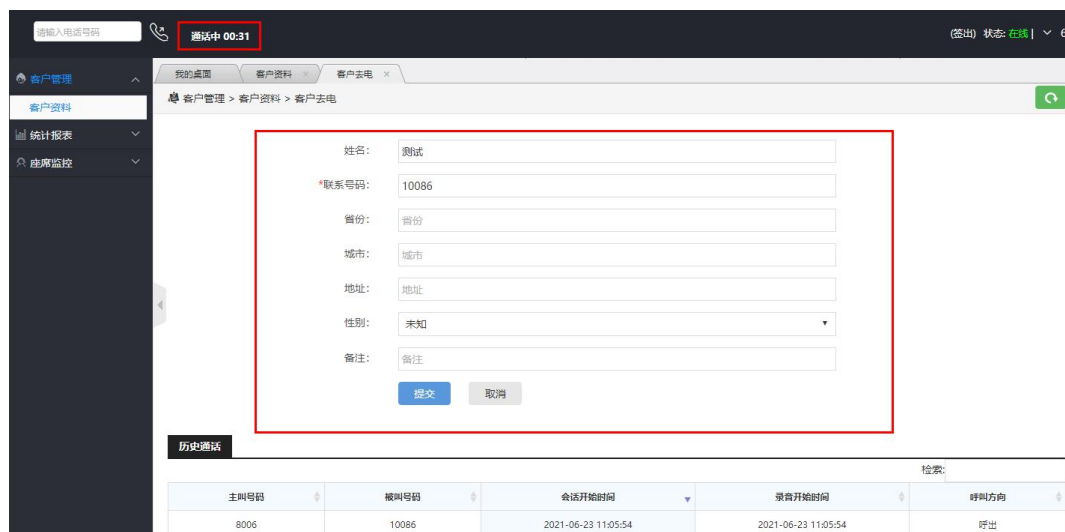 请输入电话号码 通话中 00:31 (签出) 状态: 在线 | 6
客户管理 我的桌面 客户资料 × 客户去电 ×
客户资料 客户管理 > 客户资料 > 客户去电
统计报表
座席监控
姓名: 测试
*联系号码: 10086
省份: 省份
城市: 城市
地址: 地址
性别: 未知
备注: 备注
提交 取消
历史通话
检索:
主叫号码 被叫号码 会话开始时间 录音开始时间 呼叫方向
8006 10086 2021-06-23 11:05:54 2021-06-23 11:05:54 呼出